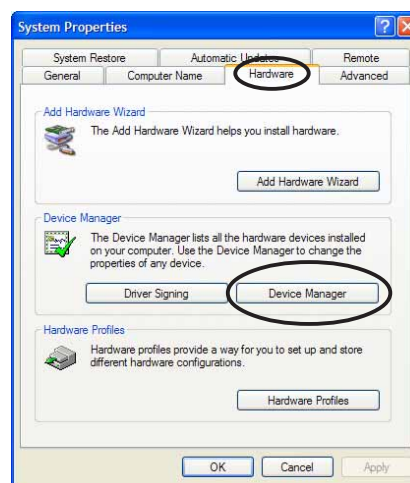 System Properties
System Restore Automatic Updates Remote
General Computer Name Hardware Advanced
Add Hardware Wizard
The Add Hardware Wizard helps you install hardware.
Add Hardware Wizard
Device Manager
The Device Manager lists all the hardware devices installed
on your computer. Use the Device Manager to change the
properties of any device.
Driver Signing Device Manager
Hardware Profiles
Hardware profiles provide a way for you to set up and store
different hardware configurations.
Hardware Profiles
OK Cancel Apply